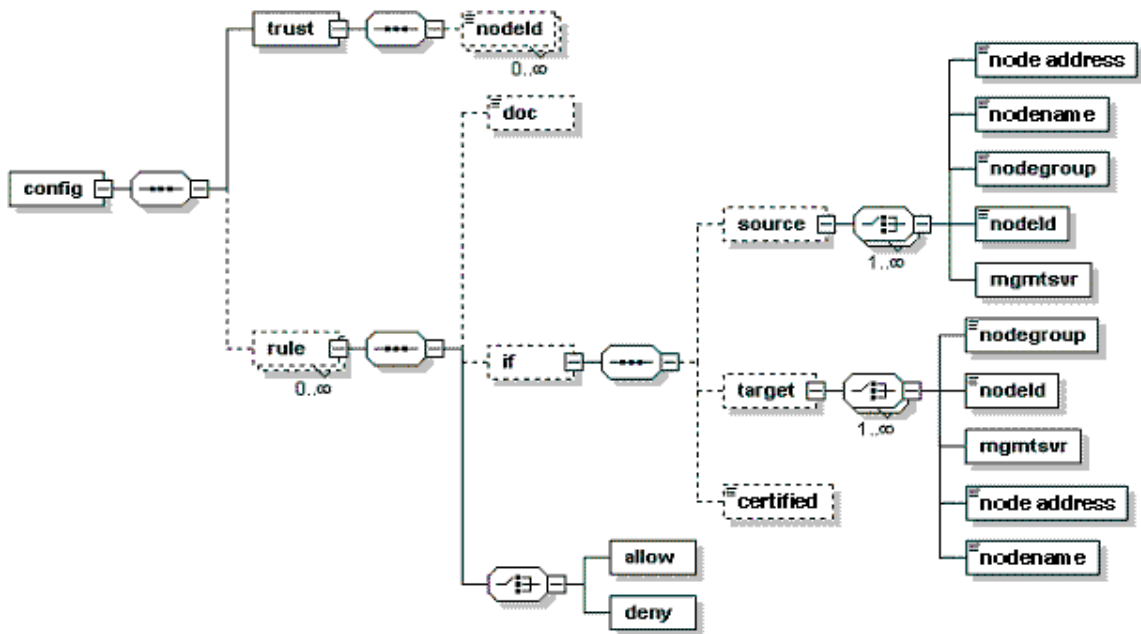 trust
nodeId
0..∞
doc
config
rule
0..∞
if
source
1..∞
node address
nodename
nodegroup
nodeId
mgmtsvr
target
1..∞
nodegroup
nodeId
mgmtsvr
node address
nodename
certified
allow
deny